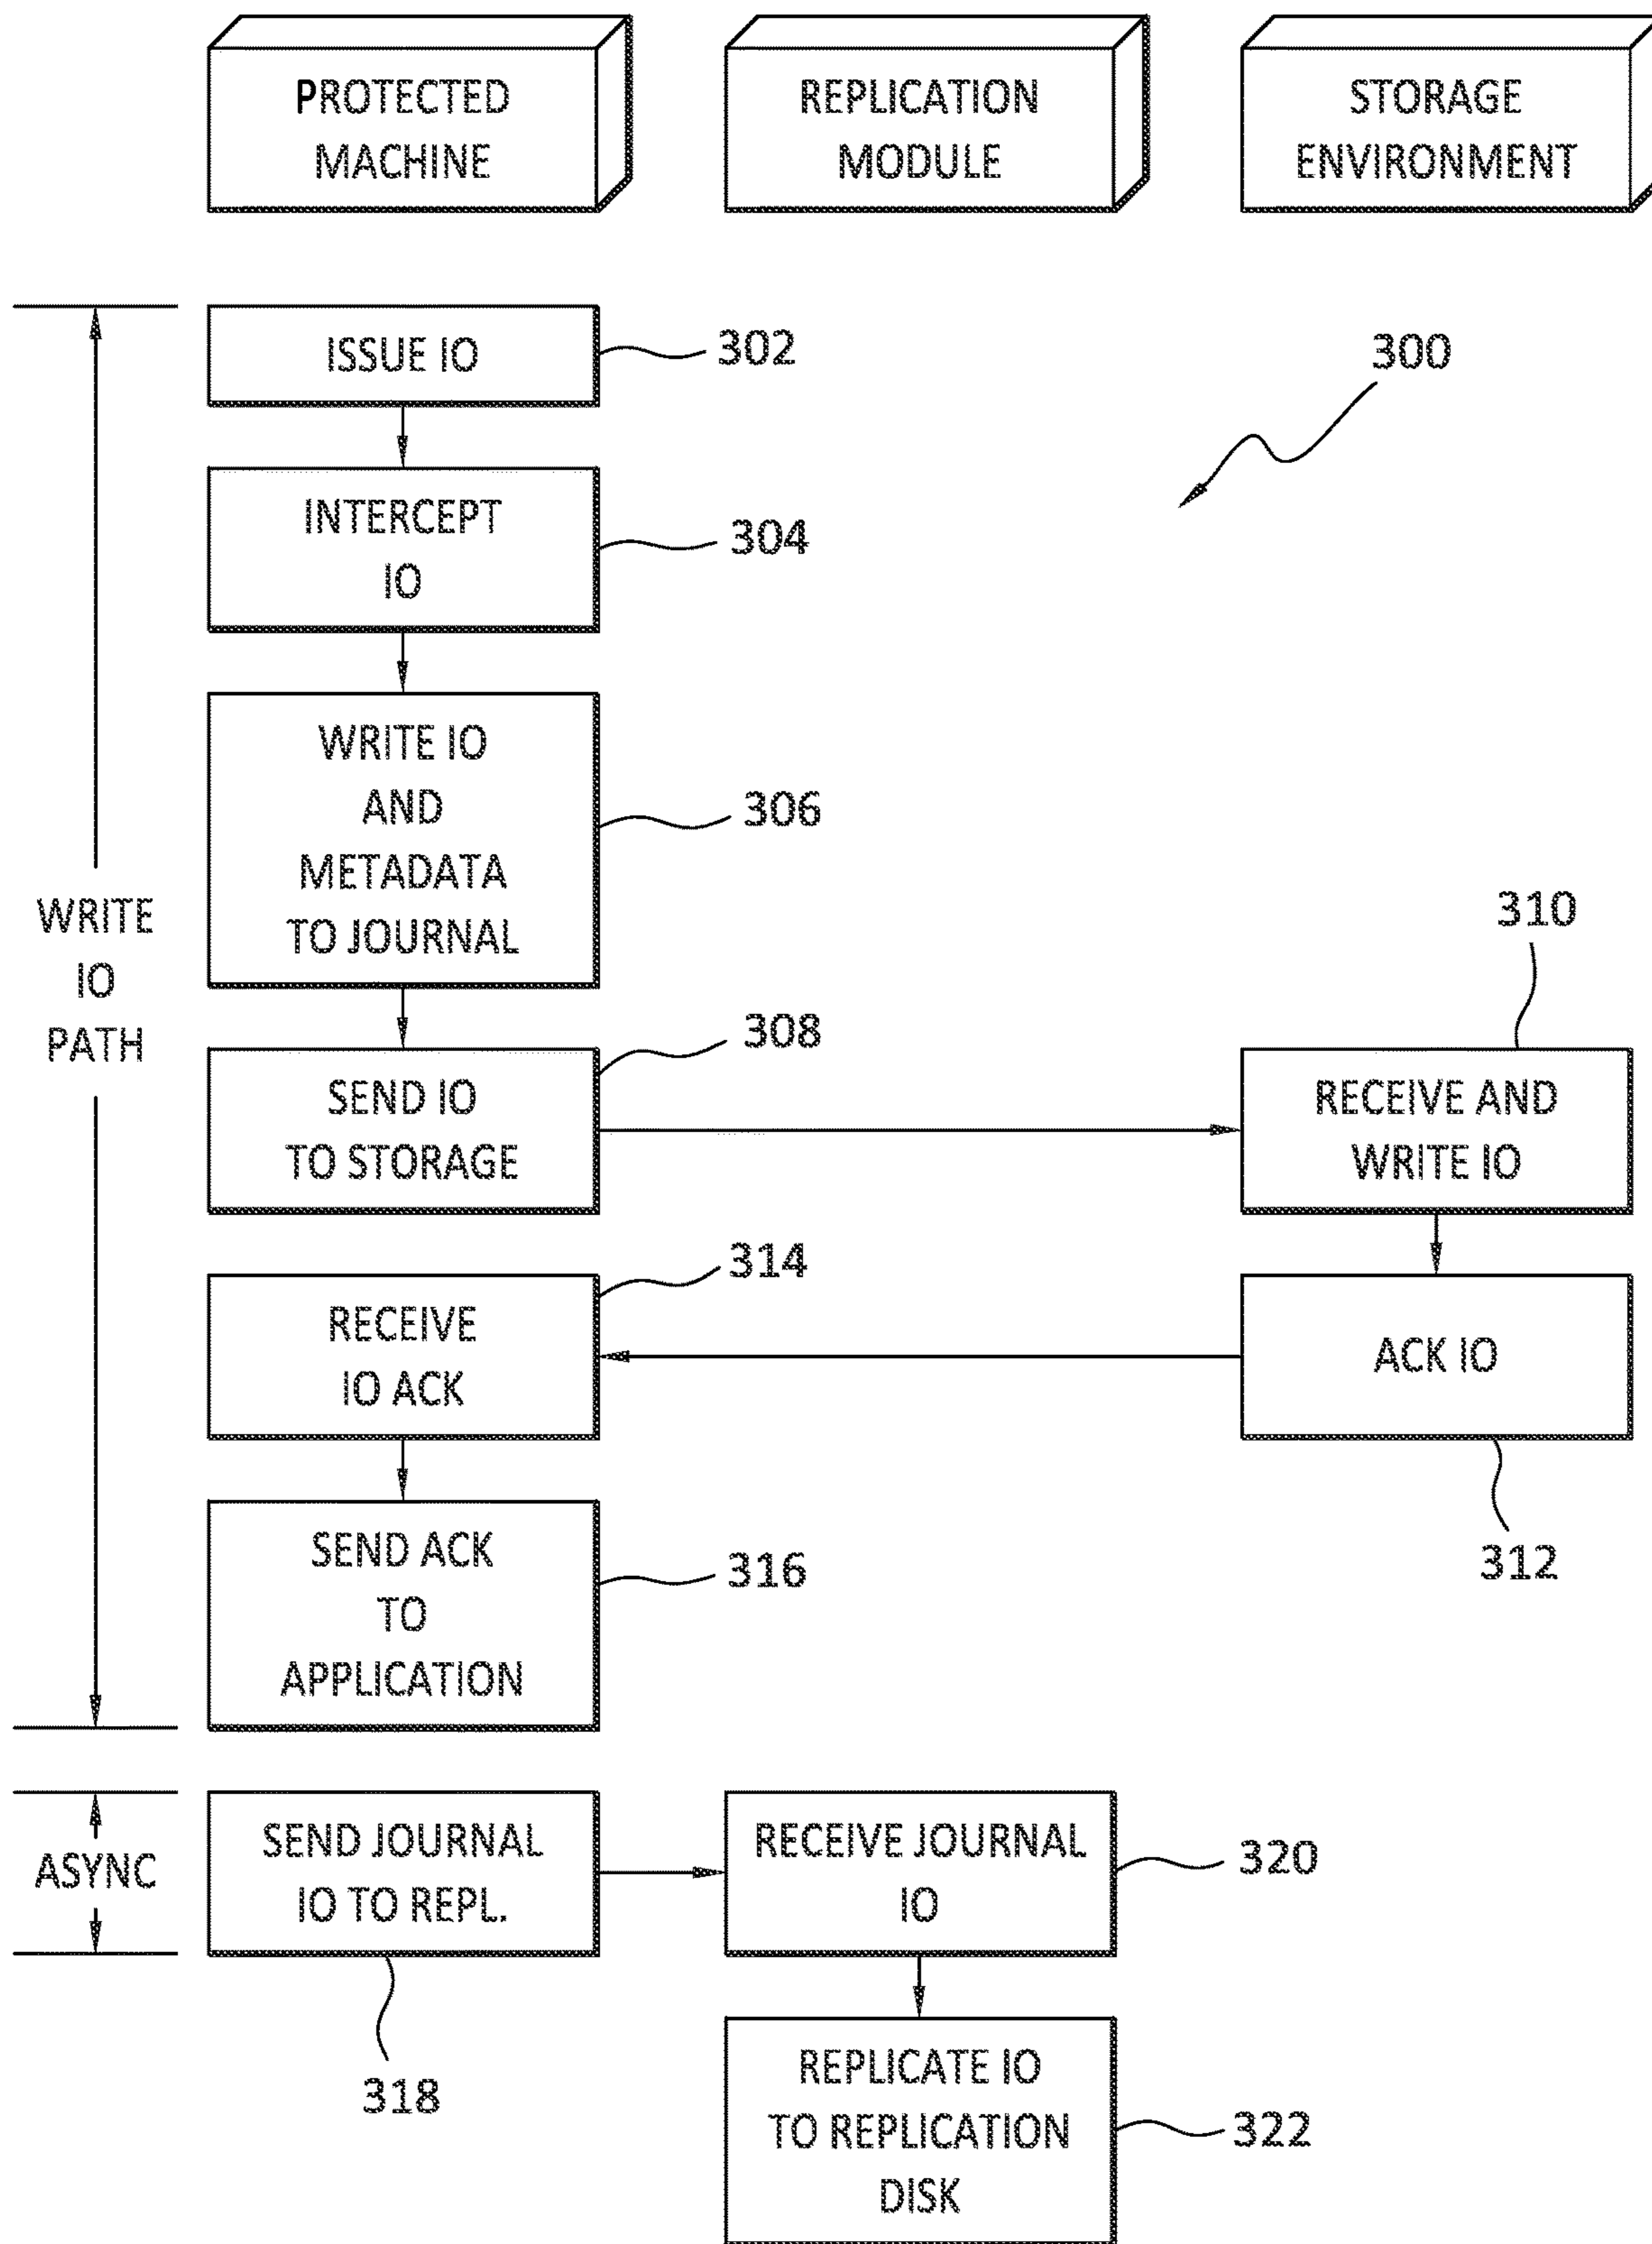 PROTECTED
MACHINE
REPLICATION
MODULE
STORAGE
ENVIRONMENT
ISSUE IO
302
300
INTERCEPT
IO
304
WRITE IO
AND
METADATA
TO JOURNAL
306
WRITE
IO
PATH
310
308
SEND IO
TO STORAGE
RECEIVE AND
WRITE IO
314
RECEIVE
IO ACK
ACK IO
312
SEND ACK
TO
APPLICATION
316
ASYNC
SEND JOURNAL
IO TO REPL.
RECEIVE JOURNAL
IO
320
318
REPLICATE IO
TO REPLICATION
DISK
322